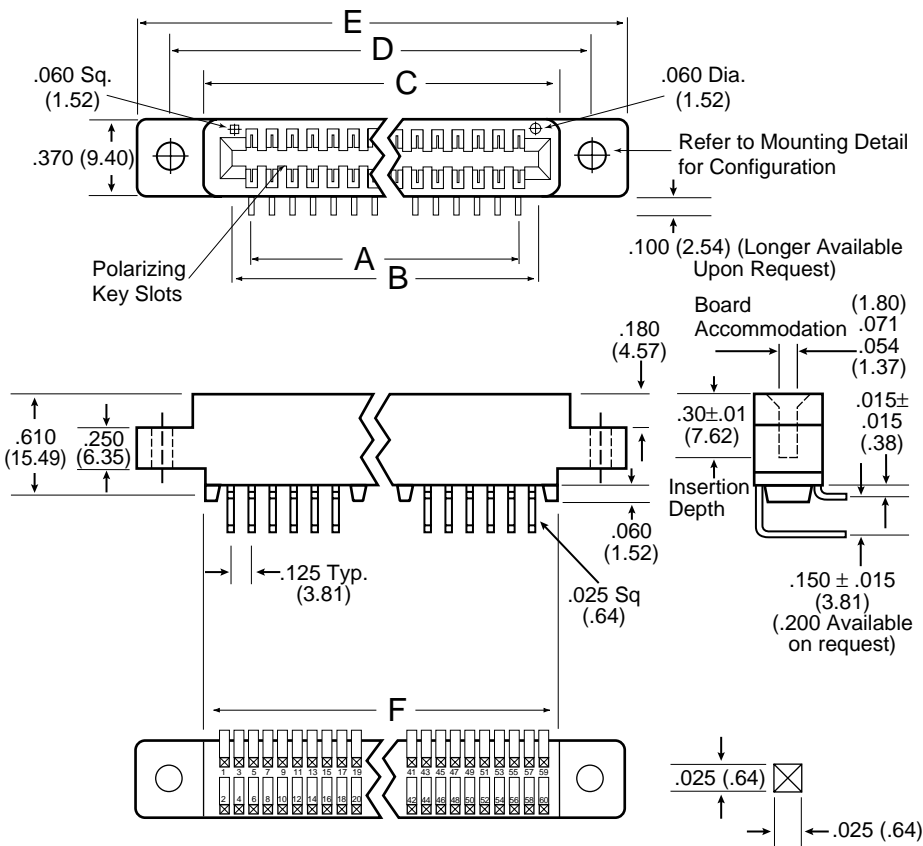 E
D
C
.060 Sq.
(1.52)
.060 Dia.
(1.52)
.370 (9.40)
Refer to Mounting Detail
for Configuration
Polarizing
Key Slots
A
B
.100 (2.54) (Longer Available
Upon Request)
.180
(4.57)
Board
Accommodation
(1.80)
.071
.054
(1.37)
.610
(15.49)
.250
(6.35)
.30±.01
(7.62)
.015±
.015
(.38)
Insertion
Depth
.060
(1.52)
.125 Typ.
(3.81)
.025 Sq
(.64)
.150 ± .015
(3.81)
(.200 Available
on request)
F
1 3 5 7 9 11 13 15 17 19 41 43 45 47 49 51 53 55 57 59
2 4 6 8 10 12 14 16 18 20 42 44 46 48 50 52 54 56 58 60
.025 (.64)
.025 (.64)